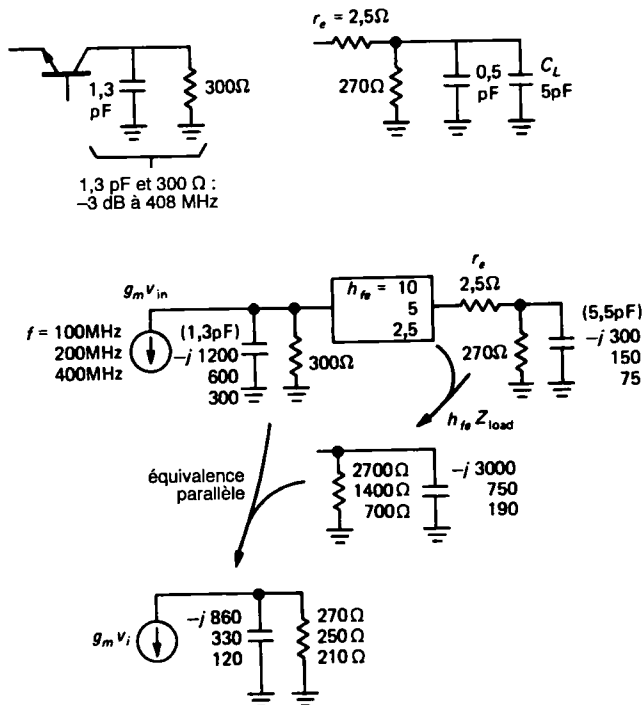 r_e = 2,5Ω
1,3
pF
300Ω
270Ω
0,5
pF
C_L
5pF
1,3 pF et 300 Ω :
–3 dB à 408 MHz
g_m v_in
f = 100MHz
200MHz
400MHz
(1,3pF)
–j 1200
600
300
300Ω
h_fe = 10
5
2,5
r_e
2,5Ω
270Ω
(5,5pF)
–j 300
150
75
h_fe Z_load
équivalence
parallèle
2700Ω
1400Ω
700Ω
–j 3000
750
190
g_m v_i
–j 860
330
120
270Ω
250Ω
210Ω